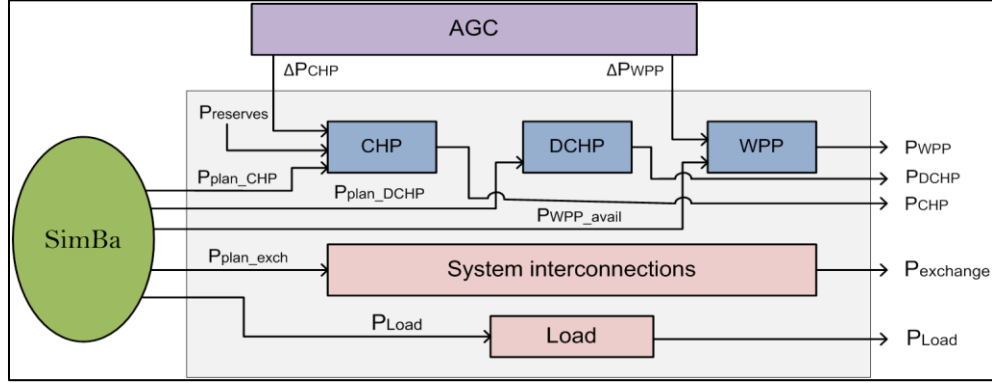 AGC
ΔPCHP
ΔPWPP
Preserves
CHP
DCHP
WPP
PWPP
Pplan_CHP
Pplan_DCHP
PDCHP
PCHP
PWPP_avail
SimBa
Pplan_exch
System interconnections
Pexchange
PLoad
Load
PLoad